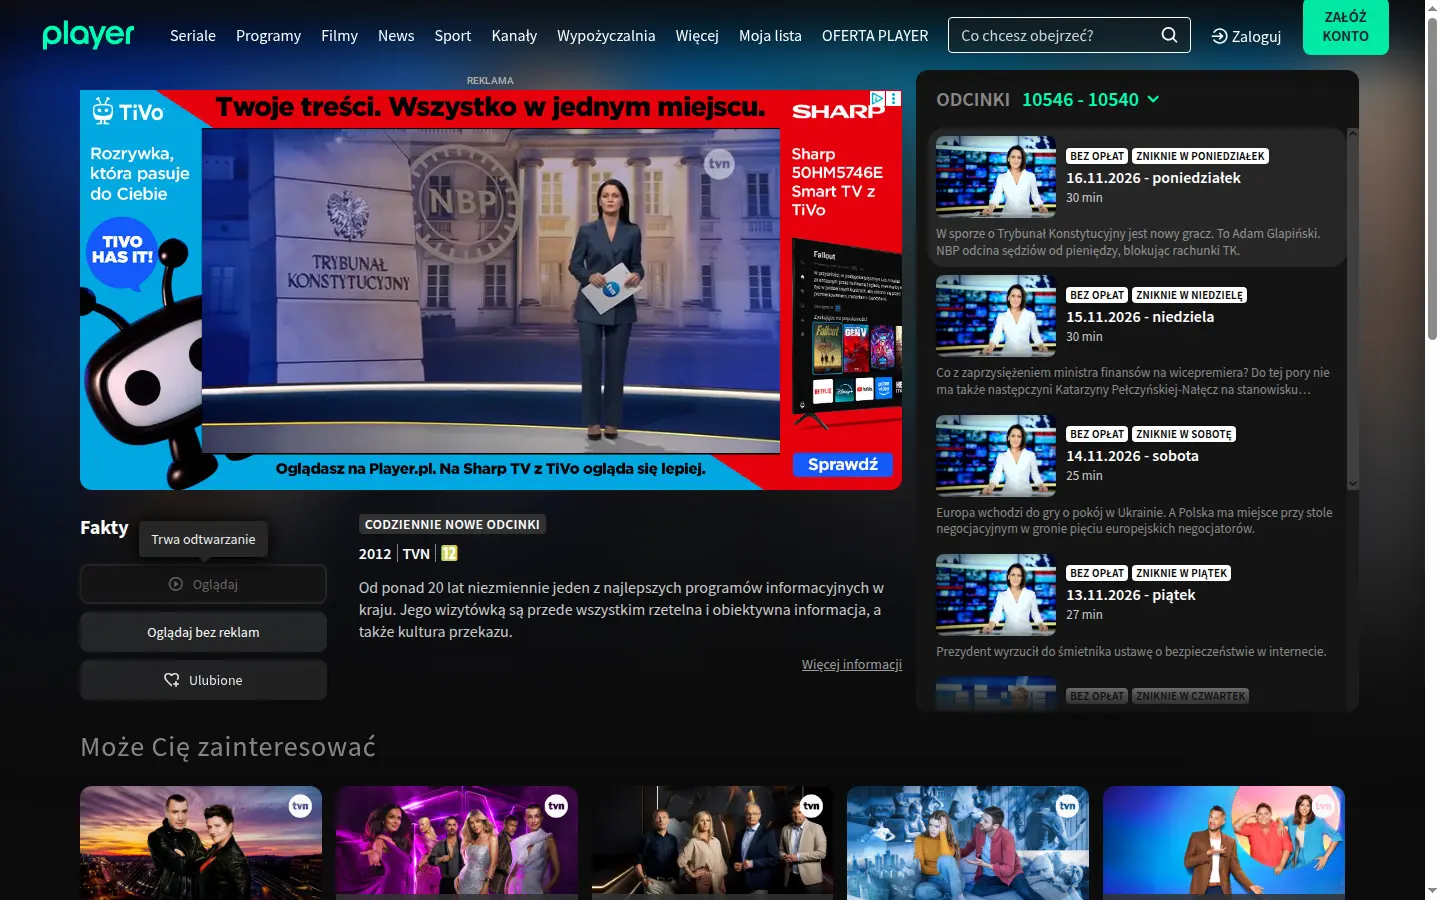 player
Seriale
Programy
Filmy
News
Sport
Kanały
Wypożyczalnia
Więcej
Moja lista
OFERTA PLAYER
Co chcesz obejrzeć?
Zaloguj
ZAŁÓŻ
KONTO
REKLAMA
TiVo
Twoje treści. Wszystko w jednym miejscu.
SHARP
Rozrywka,
która pasuje
do Ciebie
TIVO
HAS IT!
tvn
NBP
TRYBUNAŁ
KONSTYTUCYJNY
Sharp
50HM5746E
Smart TV z
TiVo
Fallout
Oglądasz na Player.pl. Na Sharp TV z TiVo ogląda się lepiej.
Sprawdź
ODCINKI 10546 - 10540
BEZ OPŁAT ZNIKNIE W PONIEDZIAŁEK
16.11.2026 - poniedziałek
30 min
W sporze o Trybunał Konstytucyjny jest nowy gracz. To Adam Glapiński.
NBP odcina sędziów od pieniędzy, blokując rachunki TK.
BEZ OPŁAT ZNIKNIE W NIEDZIELĘ
15.11.2026 - niedziela
30 min
Co z zaprzysiężeniem ministra finansów na wicepremiera? Do tej pory nie
ma także następczyni Katarzyny Pełczyńskiej-Nałęcz na stanowisku…
BEZ OPŁAT ZNIKNIE W SOBOTĘ
14.11.2026 - sobota
25 min
Europa wchodzi do gry o pokój w Ukrainie. A Polska ma miejsce przy stole
negocjacyjnym w gronie pięciu europejskich negocjatorów.
BEZ OPŁAT ZNIKNIE W PIĄTEK
13.11.2026 - piątek
27 min
Prezydent wyrzucił do śmietnika ustawę o bezpieczeństwie w internecie.
BEZ OPŁAT ZNIKNIE W CZWARTEK
Fakty
Trwa odtwarzanie
Oglądaj
Oglądaj bez reklam
Ulubione
CODZIENNIE NOWE ODCINKI
2012 | TVN | 12
Od ponad 20 lat niezmiennie jeden z najlepszych programów informacyjnych w
kraju. Jego wizytówką są przede wszystkim rzetelna i obiektywna informacja, a
także kultura przekazu.
Więcej informacji
Może Cię zainteresować
tvn
tvn
tvn
tvn
tvn